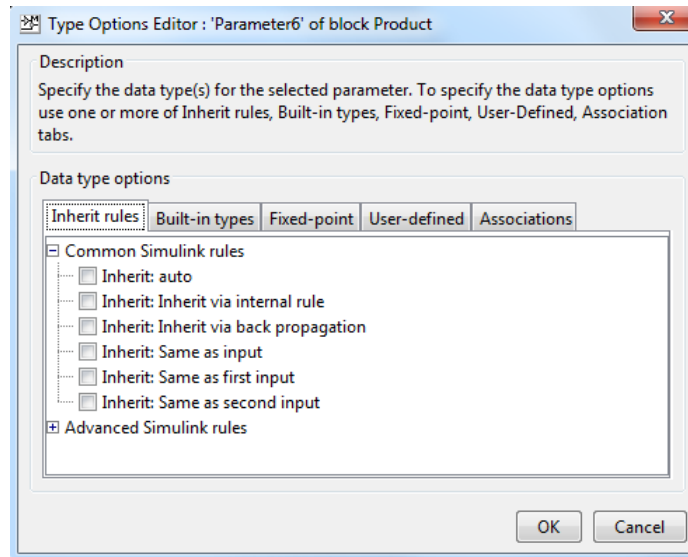 Type Options Editor : 'Parameter6' of block Product
Description
Specify the data type(s) for the selected parameter. To specify the data type options
use one or more of Inherit rules, Built-in types, Fixed-point, User-Defined, Association
tabs.
Data type options
Inherit rules Built-in types Fixed-point User-defined Associations
Common Simulink rules
Inherit: auto
Inherit: Inherit via internal rule
Inherit: Inherit via back propagation
Inherit: Same as input
Inherit: Same as first input
Inherit: Same as second input
Advanced Simulink rules
OK Cancel